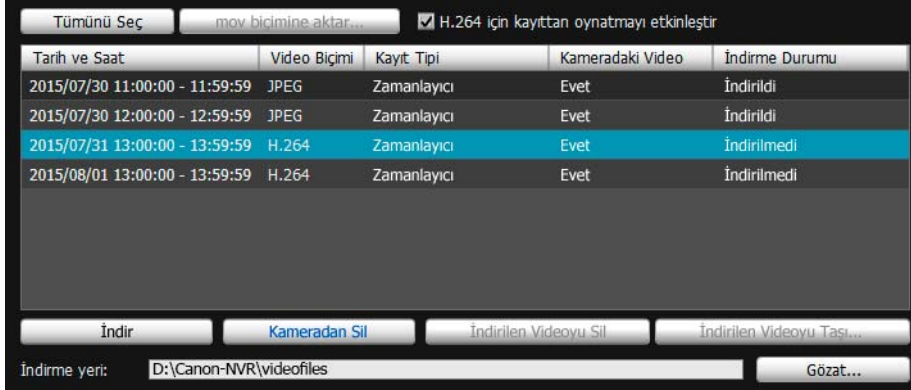 Tümünü Seç mov biçimine aktar... H.264 için kayıttan oynatmayı etkinleştir
Tarih ve Saat Video Biçimi Kayıt Tipi Kameradaki Video İndirme Durumu
2015/07/30 11:00:00 - 11:59:59 JPEG Zamanlayıcı Evet İndirildi
2015/07/30 12:00:00 - 12:59:59 JPEG Zamanlayıcı Evet İndirildi
2015/07/31 13:00:00 - 13:59:59 H.264 Zamanlayıcı Evet İndirilmedi
2015/08/01 13:00:00 - 13:59:59 H.264 Zamanlayıcı Evet İndirilmedi
İndir Kameradan Sil İndirilen Videoyu Sil İndirilen Videoyu Taşı...
İndirme yeri: D:\Canon-NVR\videofiles Gözat...